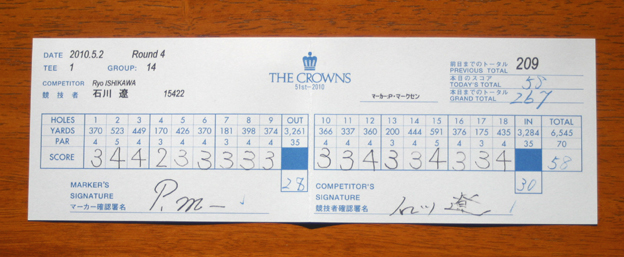 DATE 2010.5.2 Round 4
TEE 1 GROUP: 14
COMPETITOR Ryo ISHIKAWA
競技者 石川 遼 15422
THE CROWNS
51st-2010
前日までのトータル
PREVIOUS TOTAL 209
本日のスコア
TODAY'S TOTAL 58
本日までのトータル
GRAND TOTAL 267
マーカー:P・マークセン
HOLES 1 2 3 4 5 6 7 8 9 OUT 10 11 12 13 14 15 16 17 18 IN TOTAL
YARDS 370 523 449 170 426 370 181 398 374 3,261 366 337 360 200 444 591 376 175 435 3,284 6,545
PAR 4 5 4 3 4 4 3 4 4 35 4 4 4 3 4 5 4 3 4 35 70
SCORE 3 4 4 2 3 3 3 3 3 3 3 4 3 3 4 3 3 4 58
28 30
MARKER'S
SIGNATURE
マーカー確認署名
P.m
COMPETITOR'S
SIGNATURE
競技者確認署名
石川遼